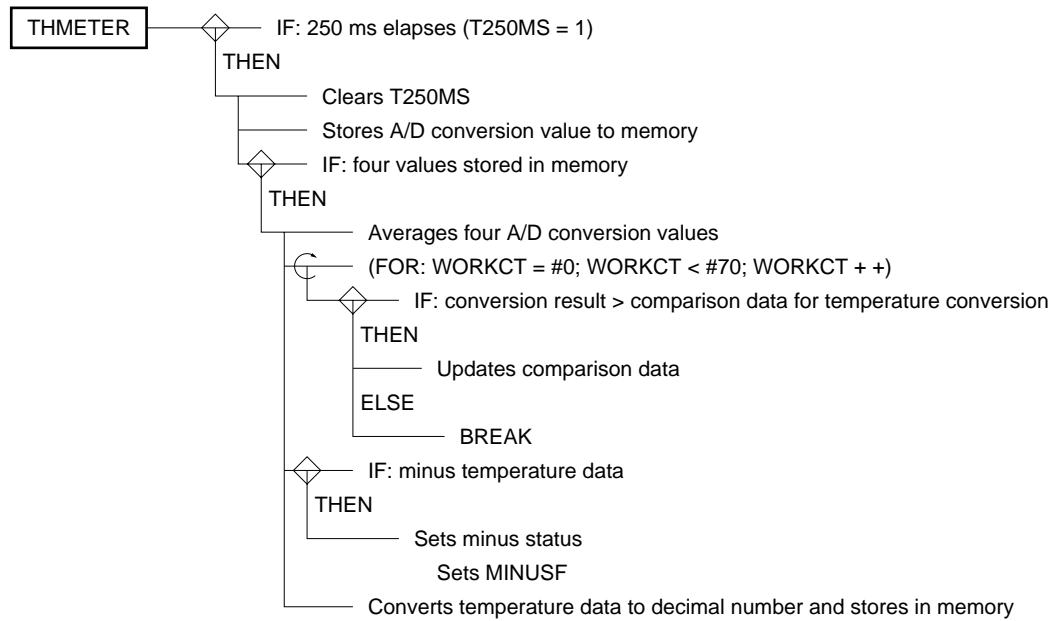 THMETER
IF: 250 ms elapses (T250MS = 1)
THEN
Clears T250MS
Stores A/D conversion value to memory
IF: four values stored in memory
THEN
Averages four A/D conversion values
(FOR: WORKCT = #0; WORKCT < #70; WORKCT + +)
IF: conversion result > comparison data for temperature conversion
THEN
Updates comparison data
ELSE
BREAK
IF: minus temperature data
THEN
Sets minus status
Sets MINUSF
Converts temperature data to decimal number and stores in memory